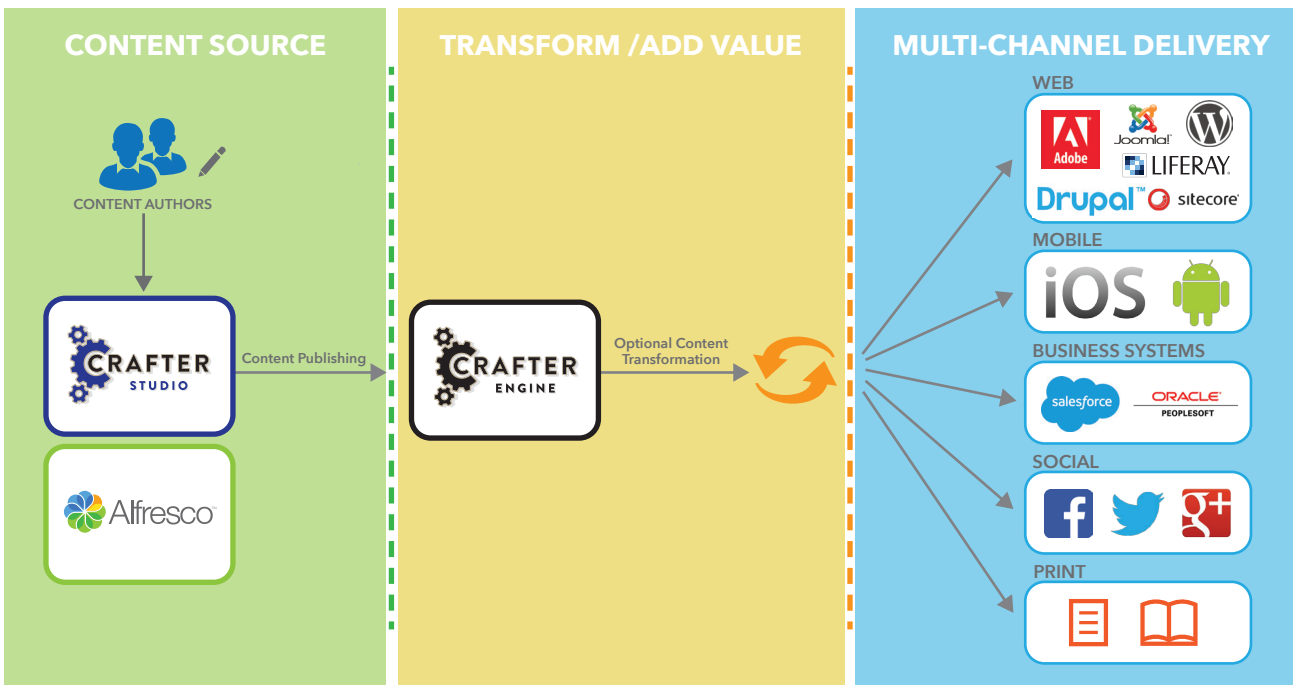 CONTENT SOURCE
CONTENT AUTHORS
CRAFTER
STUDIO
Content Publishing
Alfresco
TRANSFORM /ADD VALUE
CRAFTER
ENGINE
Optional Content
Transformation
MULTI-CHANNEL DELIVERY
WEB
Adobe
Joomla!
W
LIFERAY.
Drupal™
sitecore
MOBILE
iOS
BUSINESS SYSTEMS
salesforce
ORACLE
PEOPLESOFT
SOCIAL
f
g+
PRINT